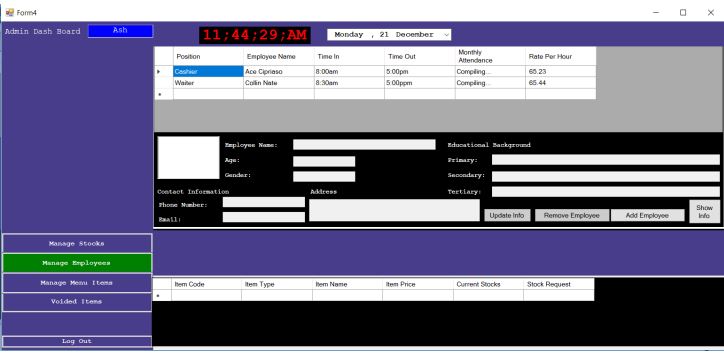 Form4
Admin Dash Board Ash
11;44;29;AM Monday , 21 December
Position Employee Name Time In Time Out Monthly Attendance Rate Per Hour
Cashier Ace Cipriaso 8:00am 5:00pm Compiling... 65.23
Waiter Collin Nate 8:30am 5:00ppm Compiling... 65.44
Employee Name: Educational Background
Age: Primary:
Gender: Secondary:
Contact Information Address Tertiary:
Phone Number:
Email:
Update Info Remove Employee Add Employee Show Info
Manage Stocks
Manage Employees
Manage Menu Items
Voided Items
Log Out
Item Code Item Type Item Name Item Price Current Stocks Stock Request